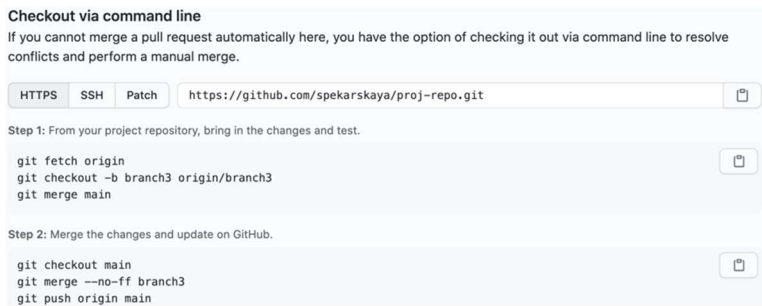 Checkout via command line
If you cannot merge a pull request automatically here, you have the option of checking it out via command line to resolve
conflicts and perform a manual merge.
HTTPS SSH Patch https://github.com/spekarskaya/proj-repo.git
Step 1: From your project repository, bring in the changes and test.
git fetch origin
git checkout -b branch3 origin/branch3
git merge main
Step 2: Merge the changes and update on GitHub.
git checkout main
git merge --no-ff branch3
git push origin main